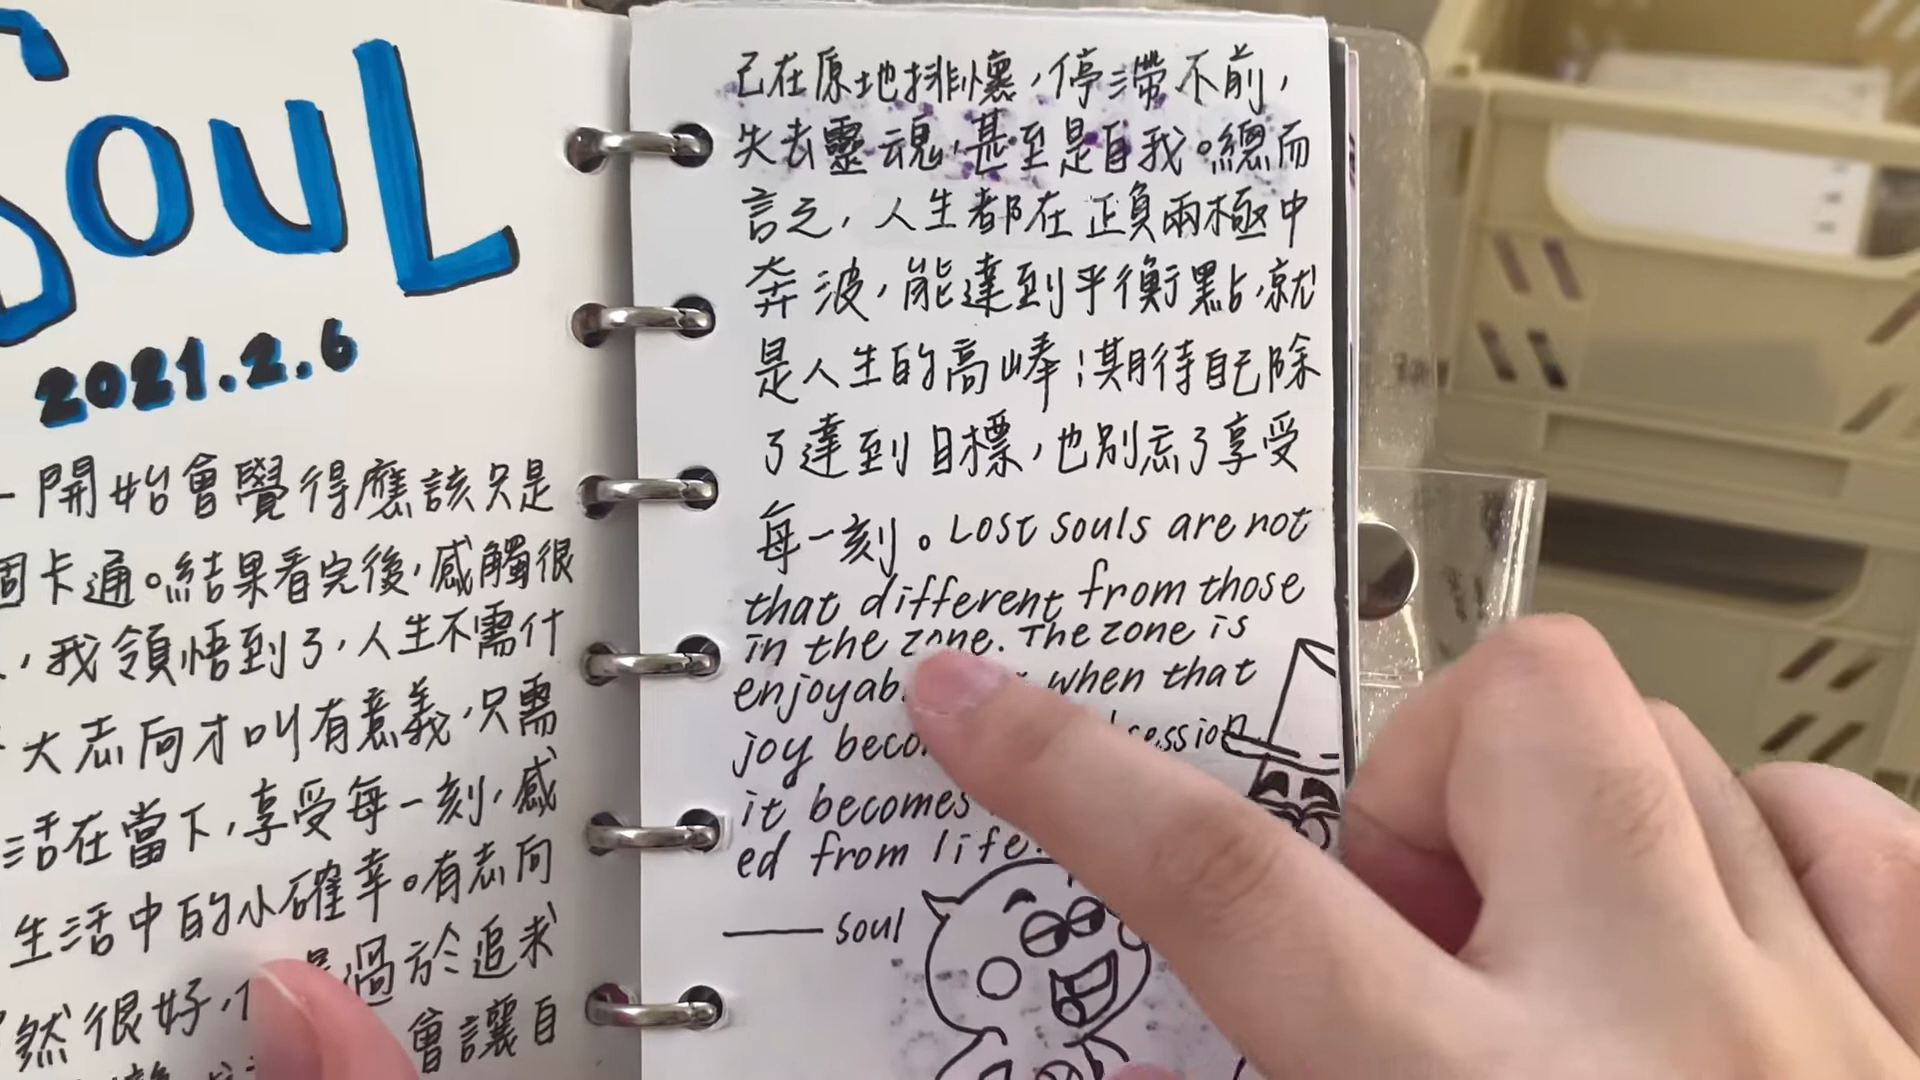 Soul
2021.2.6
一開始會覺得應該只是
個卡通。結果看完後,感觸很
,我領悟到了,人生不需什
大志向才叫有意義,只需
活在當下,享受每一刻,感
生活中的小確幸。有志向
然很好, 過於追求
會讓自
己在原地徘徊,停滯不前,
失去靈魂,甚至是自我。總而
言之,人生都在正負兩極中
奔波,能達到平衡點,就
是人生的高峰;期待自己除
了達到目標,也別忘了享受
每一刻。Lost souls are not
that different from those
in the zone. The zone is
enjoyab when that
joy beco session
it becomes
ed from life.
—— soul